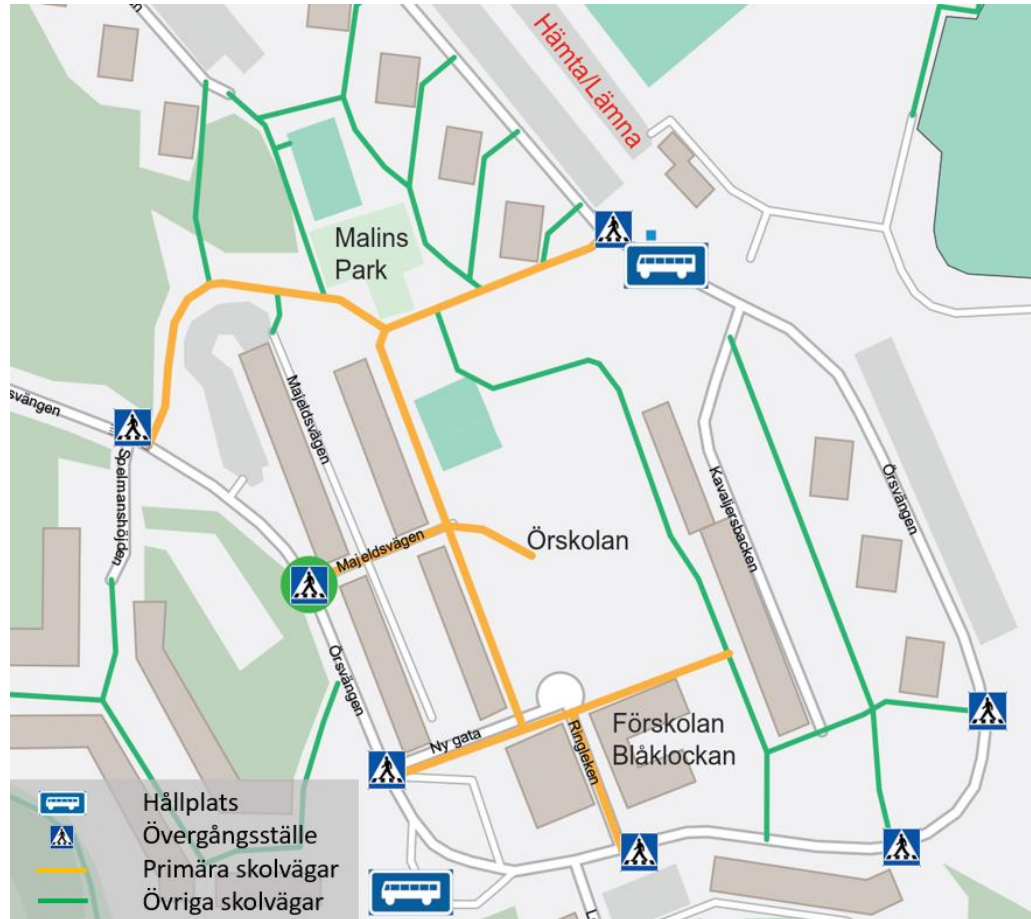 Hämta/Lämna
Malins
Park
svängen
Spelmanshöjden
Majeldsvägen
Majeldsvägen
Örskolan
Kavaljersbacken
Örsvängen
Örsvängen
Ny gata
Ringleken
Förskolan
Blåklockan
Hållplats
Övergångsställe
Primära skolvägar
Övriga skolvägar